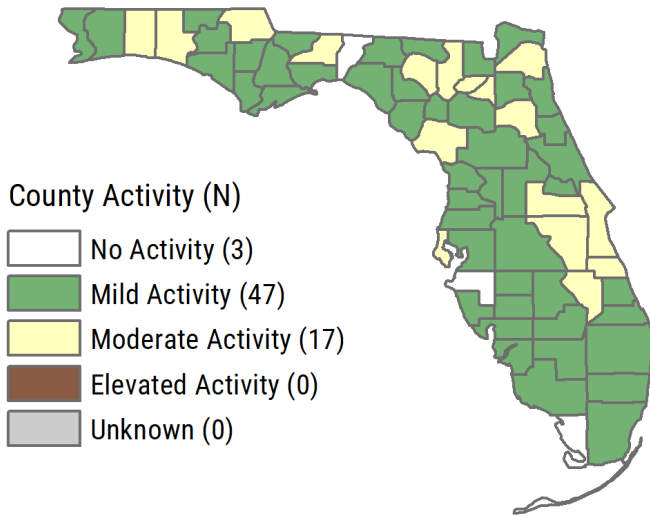 County Activity (N)
No Activity (3)
Mild Activity (47)
Moderate Activity (17)
Elevated Activity (0)
Unknown (0)